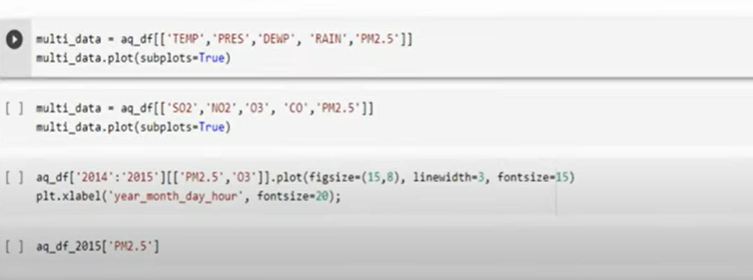 multi_data = aq_df[['TEMP','PRES','DEWP', 'RAIN','PM2.5']]
multi_data.plot(subplots=True)
[ ] multi_data = aq_df[['SO2','NO2','O3', 'CO','PM2.5']]
multi_data.plot(subplots=True)
[ ] aq_df['2014':'2015'][['PM2.5','O3']].plot(figsize=(15,8), linewidth=3, fontsize=15)
plt.xlabel('year_month_day_hour', fontsize=20);
[ ] aq_df_2015['PM2.5']